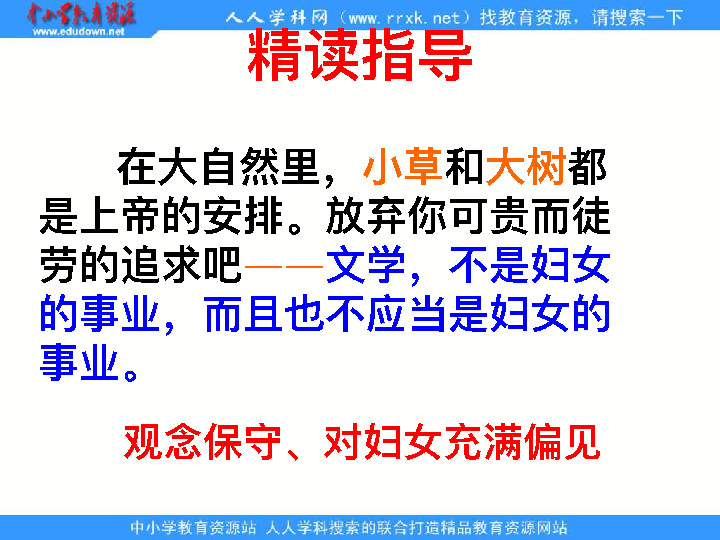 中小学教育资源
www.edudown.net
人人学科网（www.rrxk.net）找教育资源，请搜索一下
精读指导
在大自然里，小草和大树都
是上帝的安排。放弃你可贵而徒
劳的追求吧——文学，不是妇女
的事业，而且也不应当是妇女的
事业。
观念保守、对妇女充满偏见
中小学教育资源站 人人学科搜索的联合打造精品教育资源网站